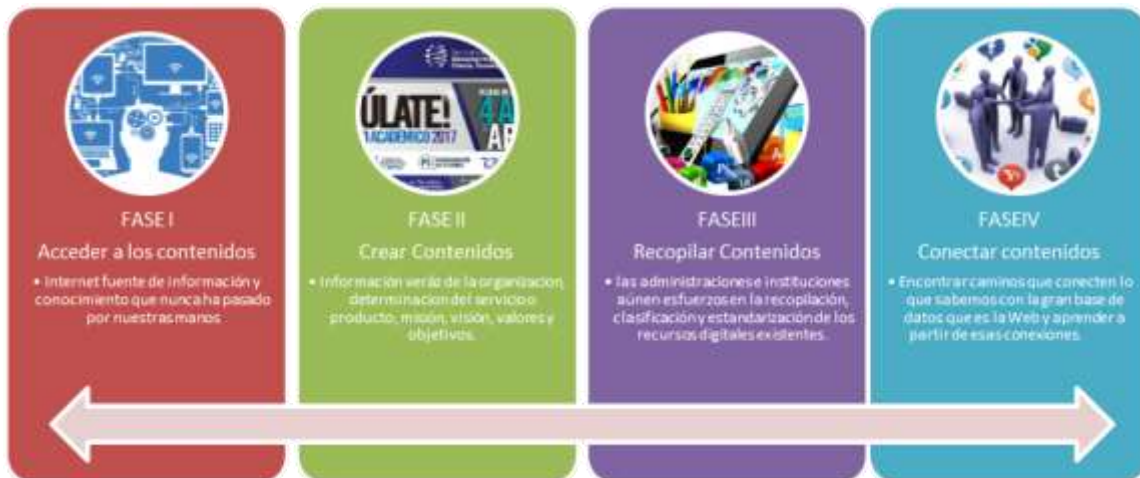 FASE I
Acceder a los contenidos
• Internet fuente de información y
conocimiento que nunca ha pasado
por nuestras manos
ÚLATE!
ACADEMICO 2017
FASE II
Crear Contenidos
• Información veráz de la organizacion,
determinacion del servicio o
producto, misión, visión, valores y
objetivos.
FASEIII
Recopilar Contenidos
• las administraciones e instituciones
aúnen esfuerzos en la recopilación,
clasificación y estandarización de los
recursos digitales existentes.
FASEIV
Conectar contenidos
• Encontrar caminos que conecten lo
que sabemos con la gran base de
datos que es la Web y aprender a
partir de esas conexiones.